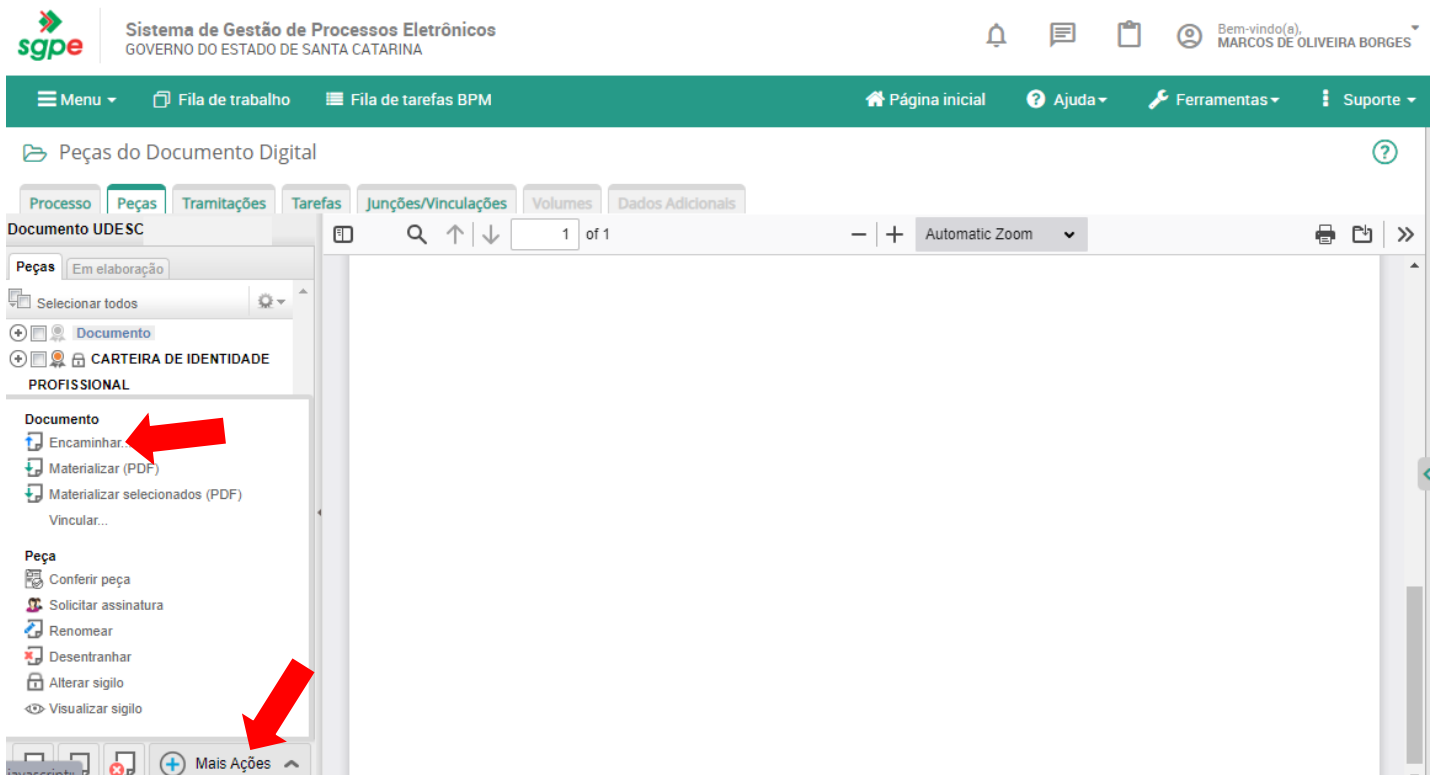 sgpe
Sistema de Gestão de Processos Eletrônicos
GOVERNO DO ESTADO DE SANTA CATARINA
Bem-vindo(a),
MARCOS DE OLIVEIRA BORGES
Menu Fila de trabalho Fila de tarefas BPM Página inicial ? Ajuda Ferramentas Suporte
Peças do Documento Digital ?
Processo Peças Tramitações Tarefas Junções/Vinculações Volumes Dados Adicionais
Documento UDESC
1 of 1 Automatic Zoom
Peças Em elaboração
Selecionar todos
Documento
CARTEIRA DE IDENTIDADE
PROFISSIONAL
Documento
Encaminhar...
Materializar (PDF)
Materializar selecionados (PDF)
Vincular...
Peça
Conferir peça
Solicitar assinatura
Renomear
Desentranhar
Alterar sigilo
Visualizar sigilo
Mais Ações